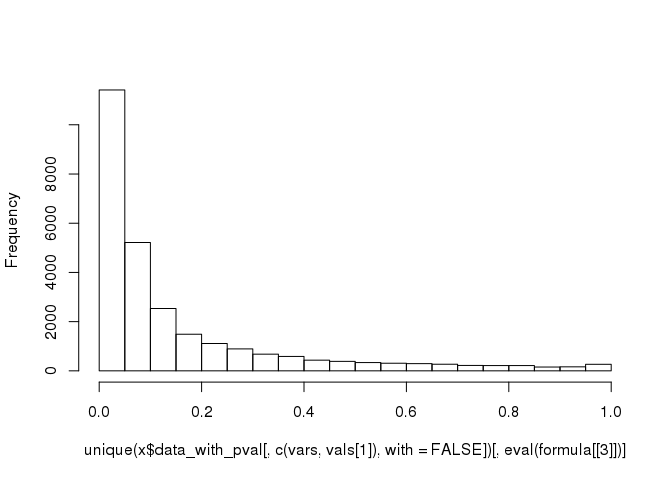 Frequency
8000
6000
4000
2000
0
0.0 0.2 0.4 0.6 0.8 1.0
unique(x$data_with_pval[, c(vars, vals[1]), with = FALSE])[, eval(formula[[3]])]